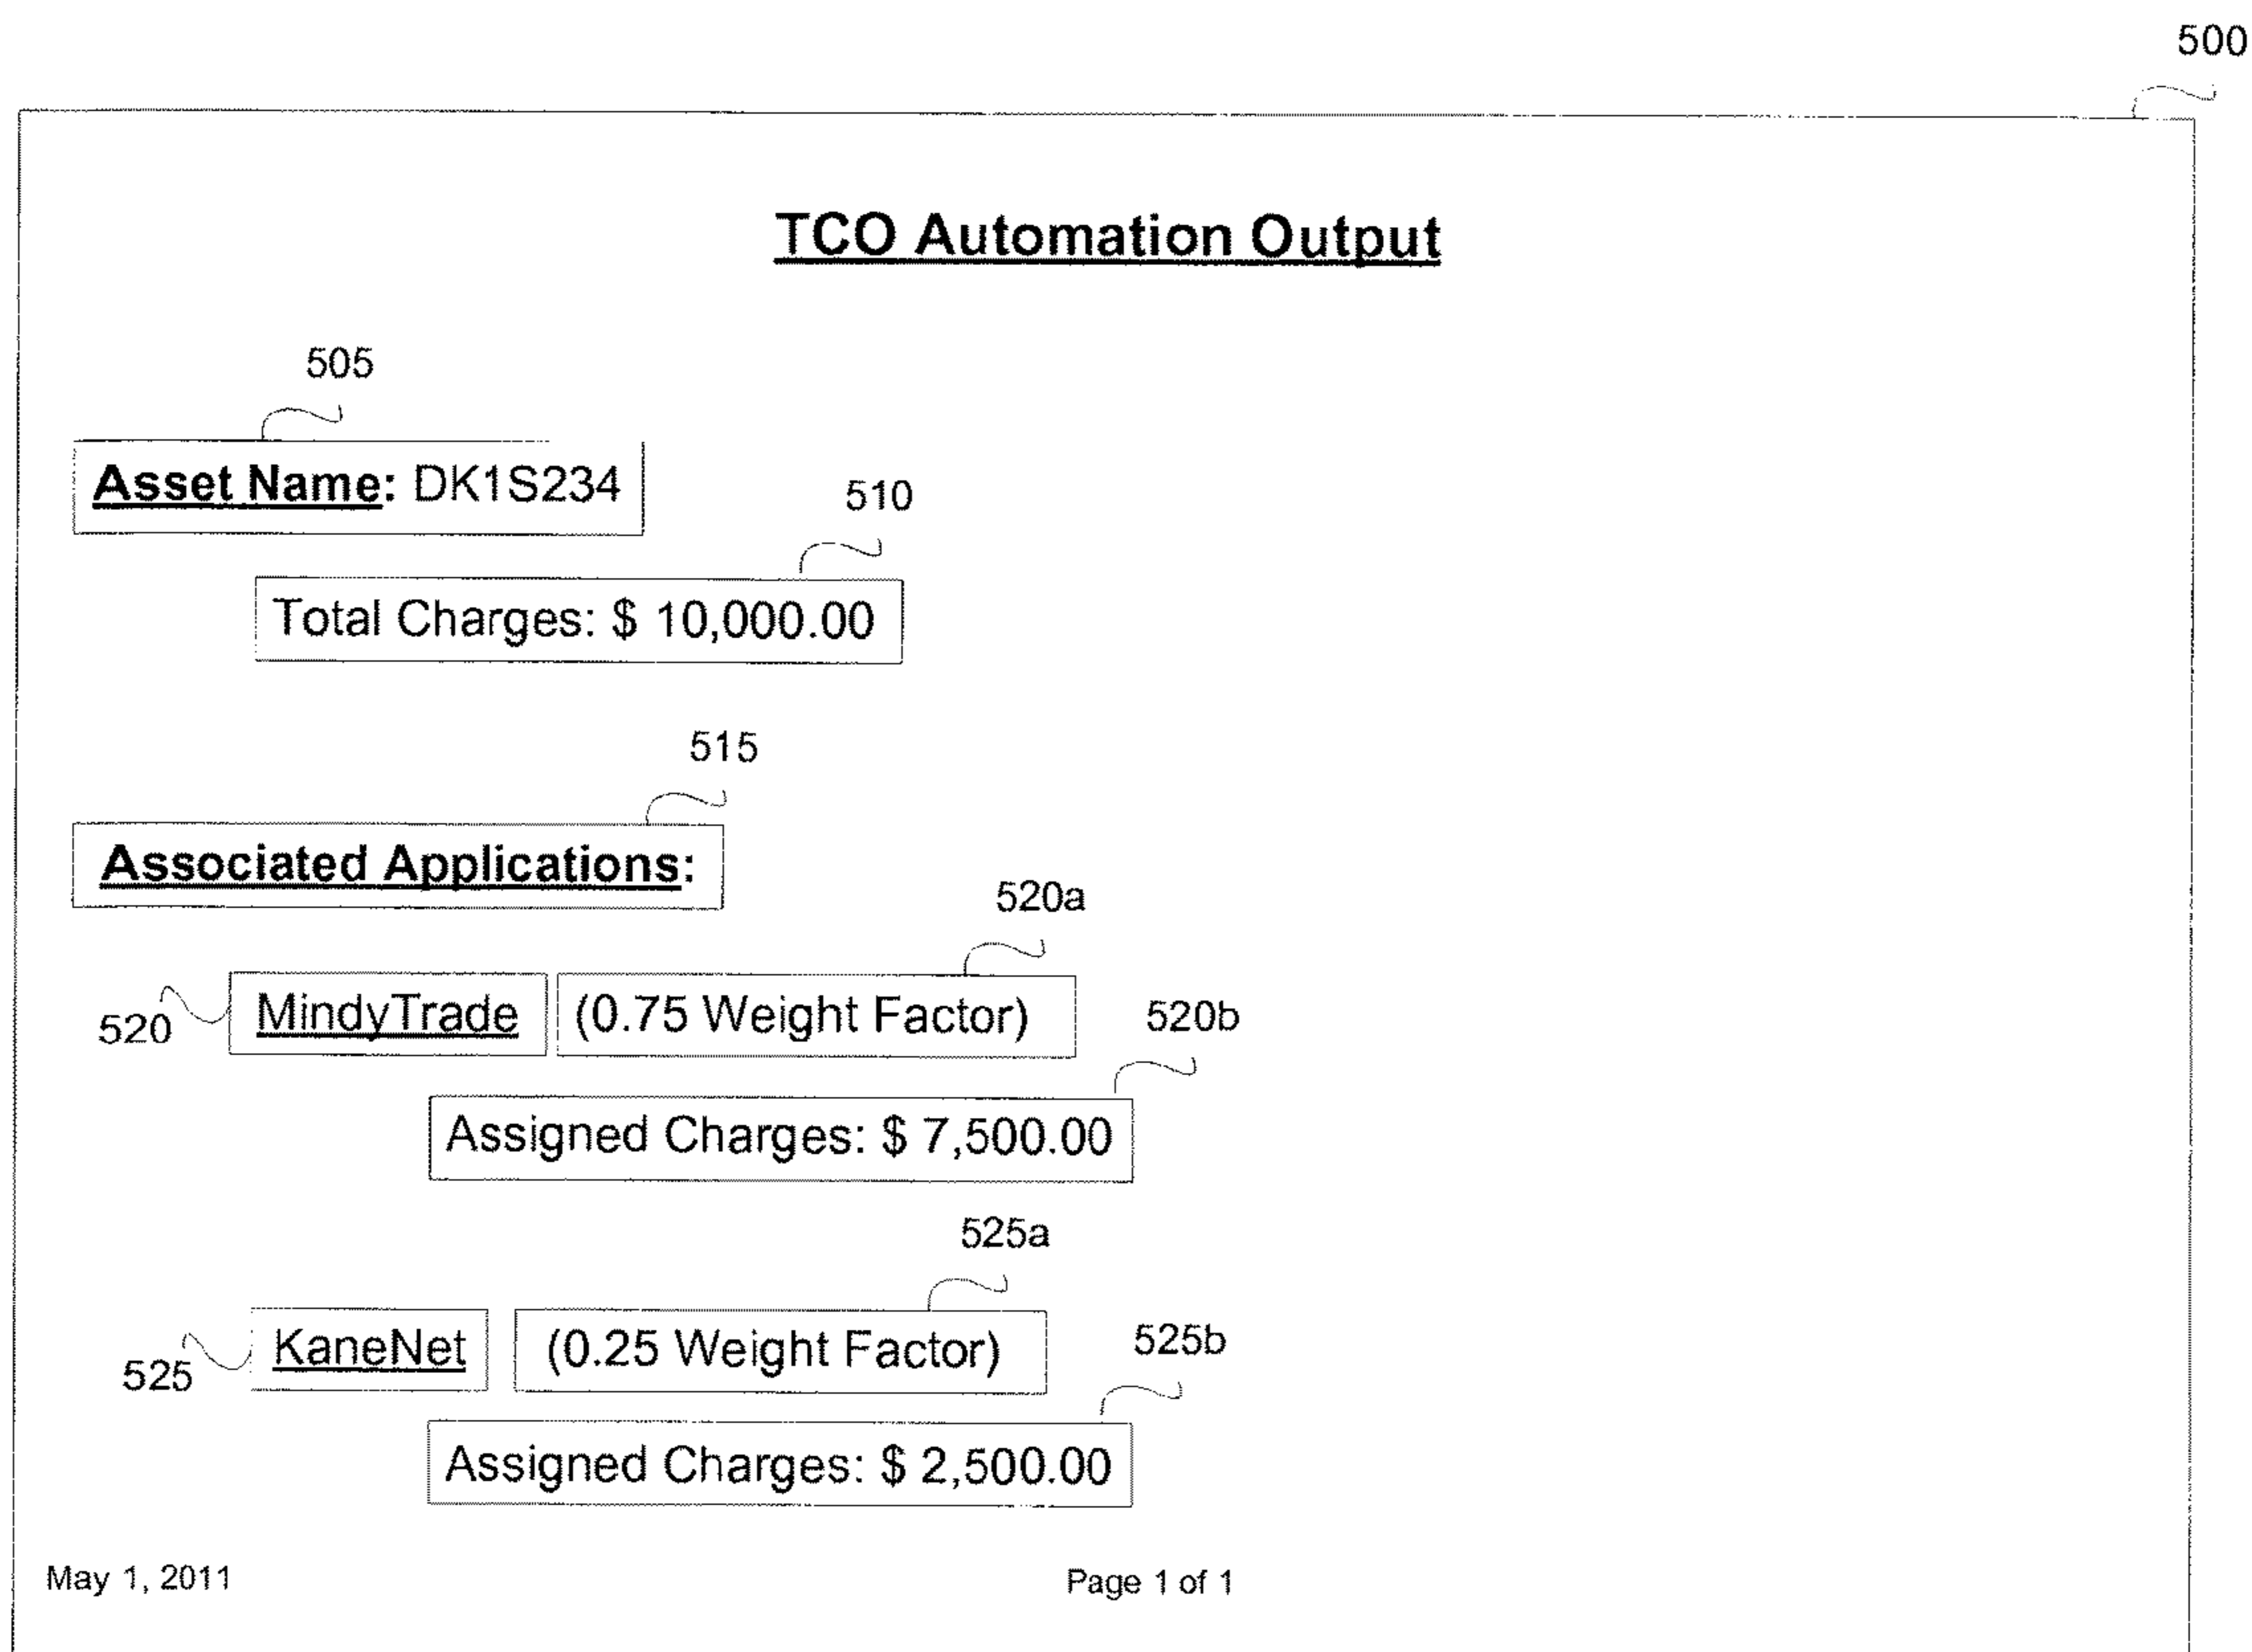 500
TCO Automation Output
505
Asset Name: DK1S234
510
Total Charges: $ 10,000.00
515
Associated Applications:
520a
520 MindyTrade (0.75 Weight Factor)
520b
Assigned Charges: $ 7,500.00
525a
525 KaneNet (0.25 Weight Factor)
525b
Assigned Charges: $ 2,500.00
May 1, 2011 Page 1 of 1